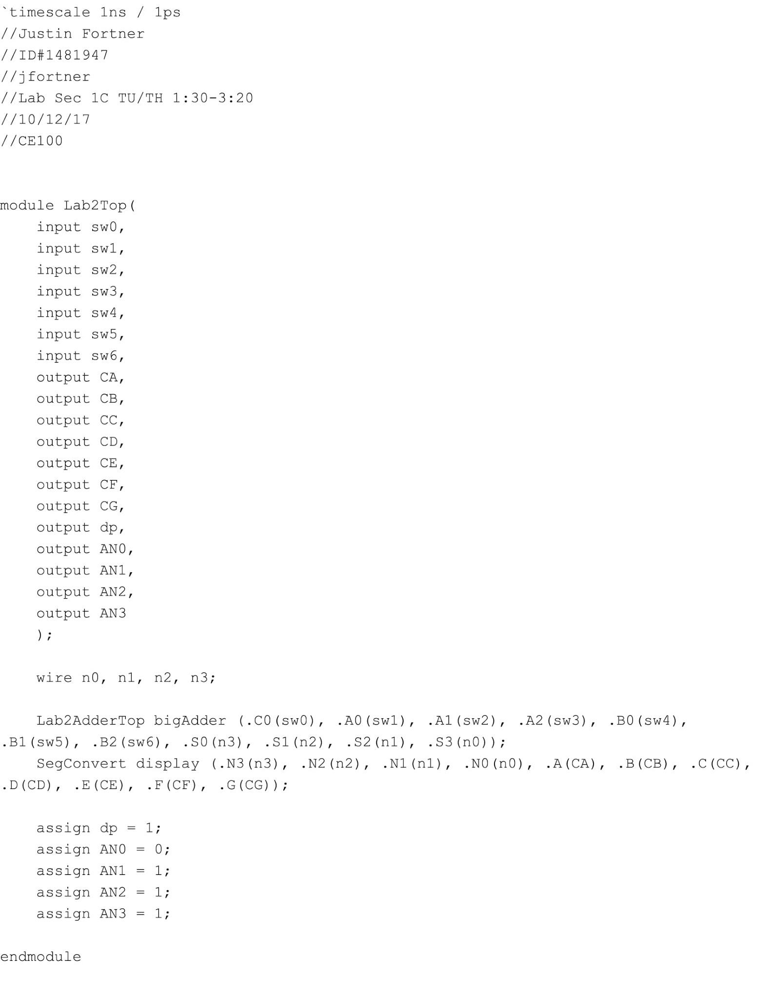 `timescale 1ns / 1ps
//Justin Fortner
//ID#1481947
//jfortner
//Lab Sec 1C TU/TH 1:30-3:20
//10/12/17
//CE100
module Lab2Top(
    input sw0,
    input sw1,
    input sw2,
    input sw3,
    input sw4,
    input sw5,
    input sw6,
    output CA,
    output CB,
    output CC,
    output CD,
    output CE,
    output CF,
    output CG,
    output dp,
    output AN0,
    output AN1,
    output AN2,
    output AN3
    );
    wire n0, n1, n2, n3;
    Lab2AdderTop bigAdder (.C0(sw0), .A0(sw1), .A1(sw2), .A2(sw3), .B0(sw4),
.B1(sw5), .B2(sw6), .S0(n3), .S1(n2), .S2(n1), .S3(n0));
    SegConvert display (.N3(n3), .N2(n2), .N1(n1), .N0(n0), .A(CA), .B(CB), .C(CC),
.D(CD), .E(CE), .F(CF), .G(CG));
    assign dp = 1;
    assign AN0 = 0;
    assign AN1 = 1;
    assign AN2 = 1;
    assign AN3 = 1;
endmodule